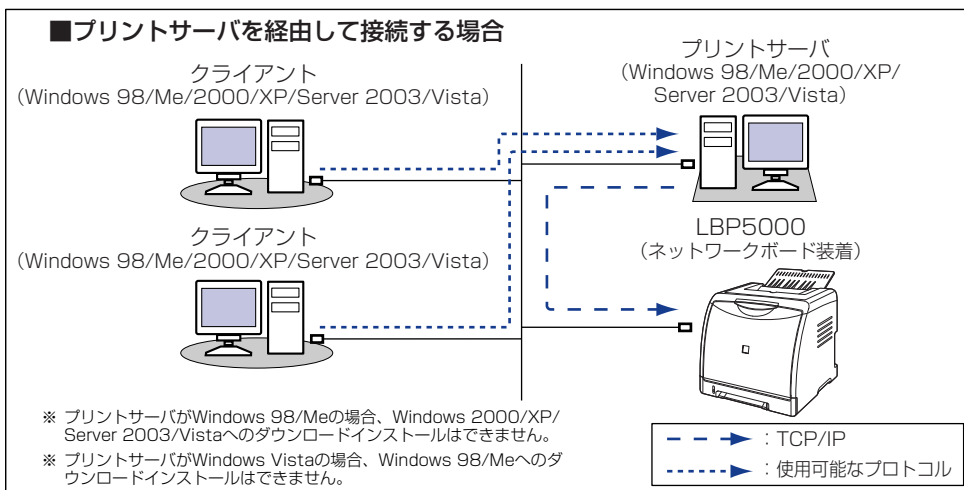 ■プリントサーバを経由して接続する場合
クライアント
(Windows 98/Me/2000/XP/Server 2003/Vista)
プリントサーバ
(Windows 98/Me/2000/XP/
Server 2003/Vista)
クライアント
(Windows 98/Me/2000/XP/Server 2003/Vista)
LBP5000
(ネットワークボード装着)
※ プリントサーバがWindows 98/Meの場合、Windows 2000/XP/
Server 2003/Vistaへのダウンロードインストールはできません。
※ プリントサーバがWindows Vistaの場合、Windows 98/Meへのダ
ウンロードインストールはできません。
：TCP/IP
：使用可能なプロトコル